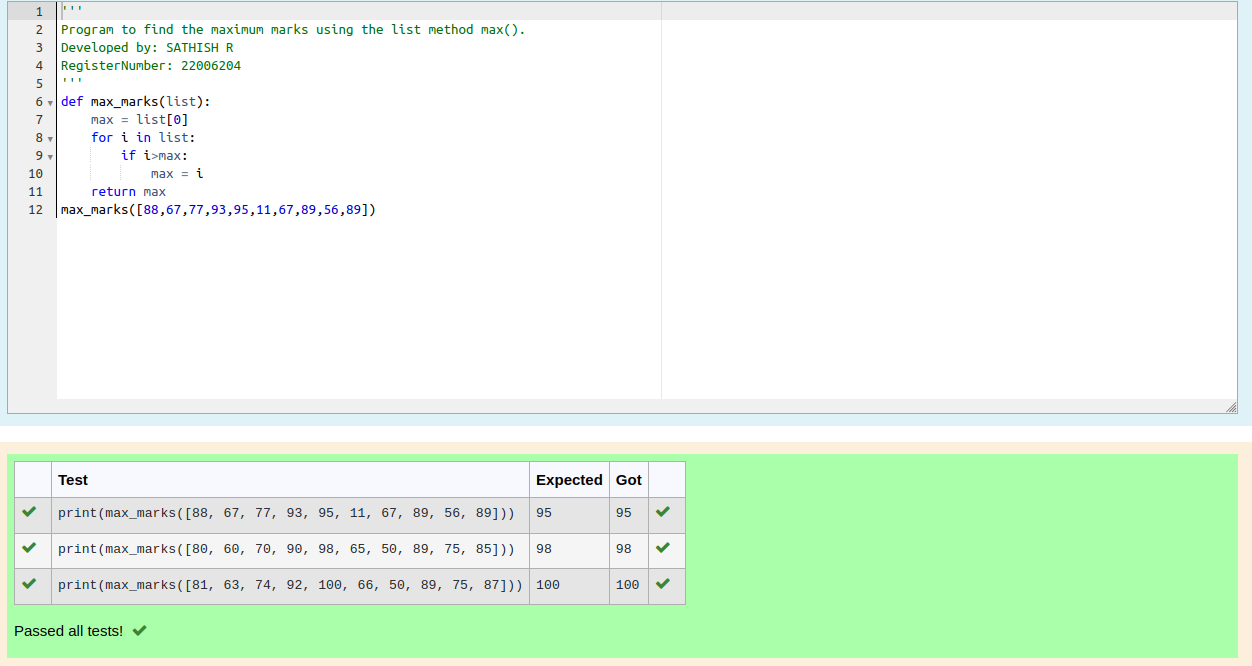 1 '''
2 Program to find the maximum marks using the list method max().
3 Developed by: SATHISH R
4 RegisterNumber: 22006204
5 '''
6 def max_marks(list):
7     max = list[0]
8     for i in list:
9         if i>max:
10             max = i
11     return max
12 max_marks([88,67,77,93,95,11,67,89,56,89])
Test Expected Got
print(max_marks([88, 67, 77, 93, 95, 11, 67, 89, 56, 89])) 95 95
print(max_marks([80, 60, 70, 90, 98, 65, 50, 89, 75, 85])) 98 98
print(max_marks([81, 63, 74, 92, 100, 66, 50, 89, 75, 87])) 100 100
Passed all tests!